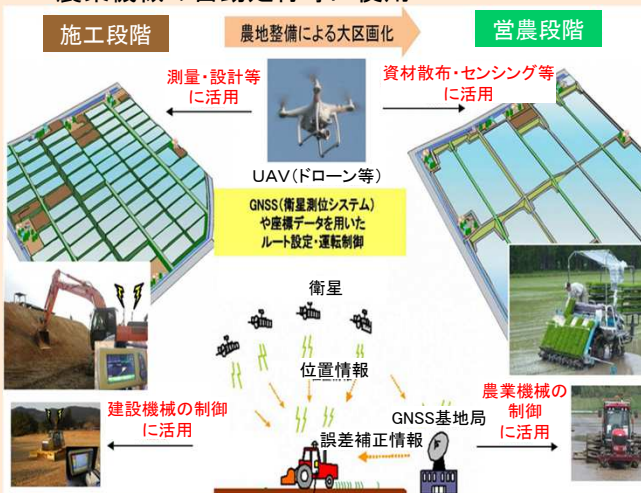 施工段階
農地整備による大区画化
営農段階
測量・設計等
に活用
資材散布・センシング等
に活用
UAV(ドローン等)
GNSS(衛星測位システム)
や座標データを用いた
ルート設定・運転制御
衛星
位置情報
建設機械の制御
に活用
GNSS基地局
誤差補正情報
農業機械の
制御
に活用